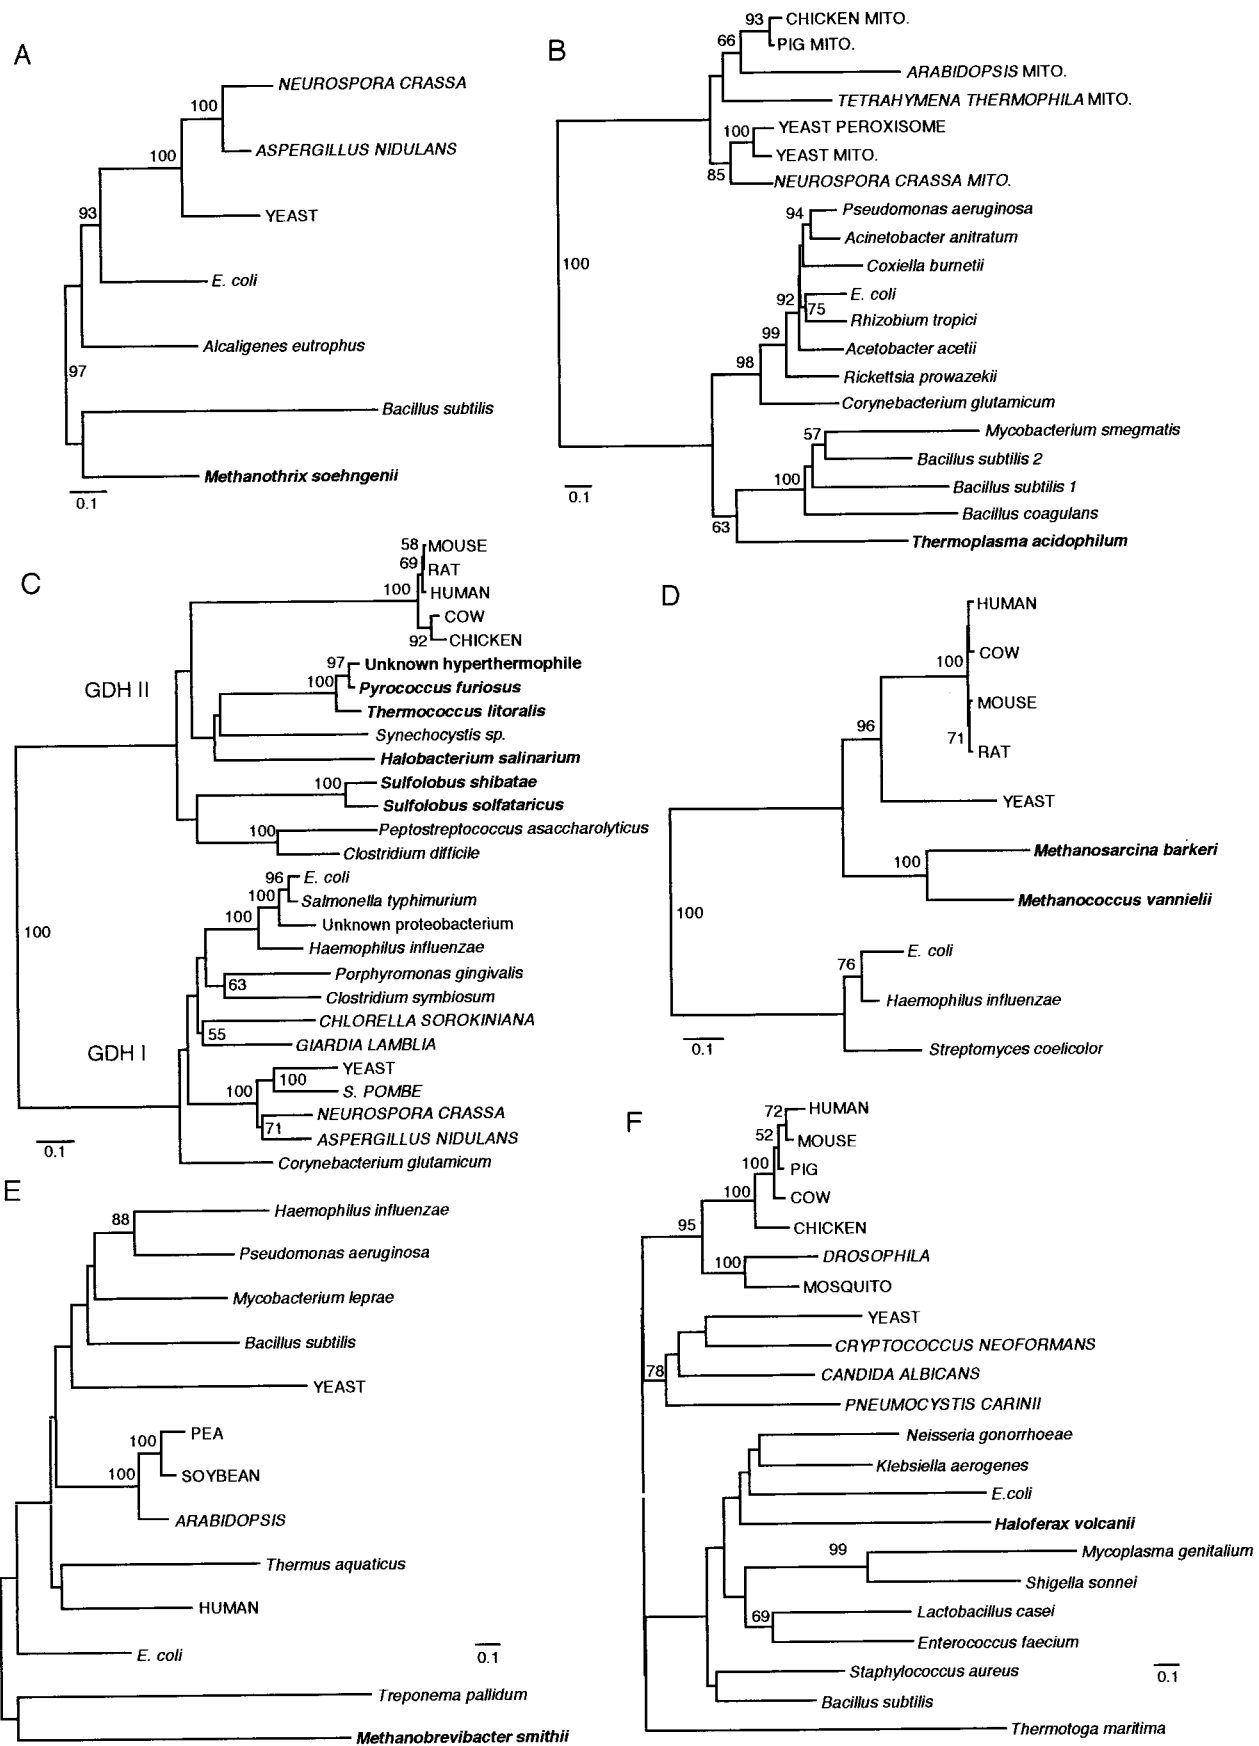 A
NEUROSPORA CRASSA
100
ASPERGILLUS NIDULANS
100
YEAST
93
E. coli
Alcaligenes eutrophus
97
Bacillus subtilis
Methanothrix soehngenii
0.1
B
93
CHICKEN MITO.
PIG MITO.
66
ARABIDOPSIS MITO.
TETRAHYMENA THERMOPHILA MITO.
100
YEAST PEROXISOME
YEAST MITO.
85
NEUROSPORA CRASSA MITO.
94
Pseudomonas aeruginosa
Acinetobacter anitratum
Coxiella burnetii
100
92
E. coli
75
Rhizobium tropici
99
Acetobacter acetii
98
Rickettsia prowazekii
Corynebacterium glutamicum
57
Mycobacterium smegmatis
Bacillus subtilis 2
100
Bacillus subtilis 1
Bacillus coagulans
63
Thermoplasma acidophilum
0.1
C
58
MOUSE
69
RAT
100
HUMAN
COW
92
CHICKEN
97
Unknown hyperthermophile
100
Pyrococcus furiosus
GDH II
Thermococcus litoralis
Synechocystis sp.
Halobacterium salinarium
100
Sulfolobus shibatae
Sulfolobus solfataricus
100
Peptostreptococcus asaccharolyticus
Clostridium difficile
96
E. coli
100
Salmonella typhimurium
100
Unknown proteobacterium
100
Haemophilus influenzae
Porphyromonas gingivalis
63
Clostridium symbiosum
CHLORELLA SOROKINIANA
55
GIARDIA LAMBLIA
GDH I
YEAST
100
100
S. POMBE
NEUROSPORA CRASSA
71
ASPERGILLUS NIDULANS
Corynebacterium glutamicum
0.1
D
HUMAN
COW
100
MOUSE
71
RAT
96
YEAST
Methanosarcina barkeri
100
Methanococcus vannielii
100
E. coli
76
Haemophilus influenzae
Streptomyces coelicolor
0.1
E
Haemophilus influenzae
88
Pseudomonas aeruginosa
Mycobacterium leprae
Bacillus subtilis
YEAST
PEA
100
SOYBEAN
100
ARABIDOPSIS
Thermus aquaticus
HUMAN
E. coli
0.1
Treponema pallidum
Methanobrevibacter smithii
F
72
HUMAN
52
MOUSE
100
PIG
100
COW
95
CHICKEN
DROSOPHILA
100
MOSQUITO
YEAST
CRYPTOCOCCUS NEOFORMANS
78
CANDIDA ALBICANS
PNEUMOCYSTIS CARINII
Neisseria gonorrhoeae
Klebsiella aerogenes
E.coli
Haloferax volcanii
99
Mycoplasma genitalium
Shigella sonnei
Lactobacillus casei
69
Enterococcus faecium
Staphylococcus aureus
0.1
Bacillus subtilis
Thermotoga maritima